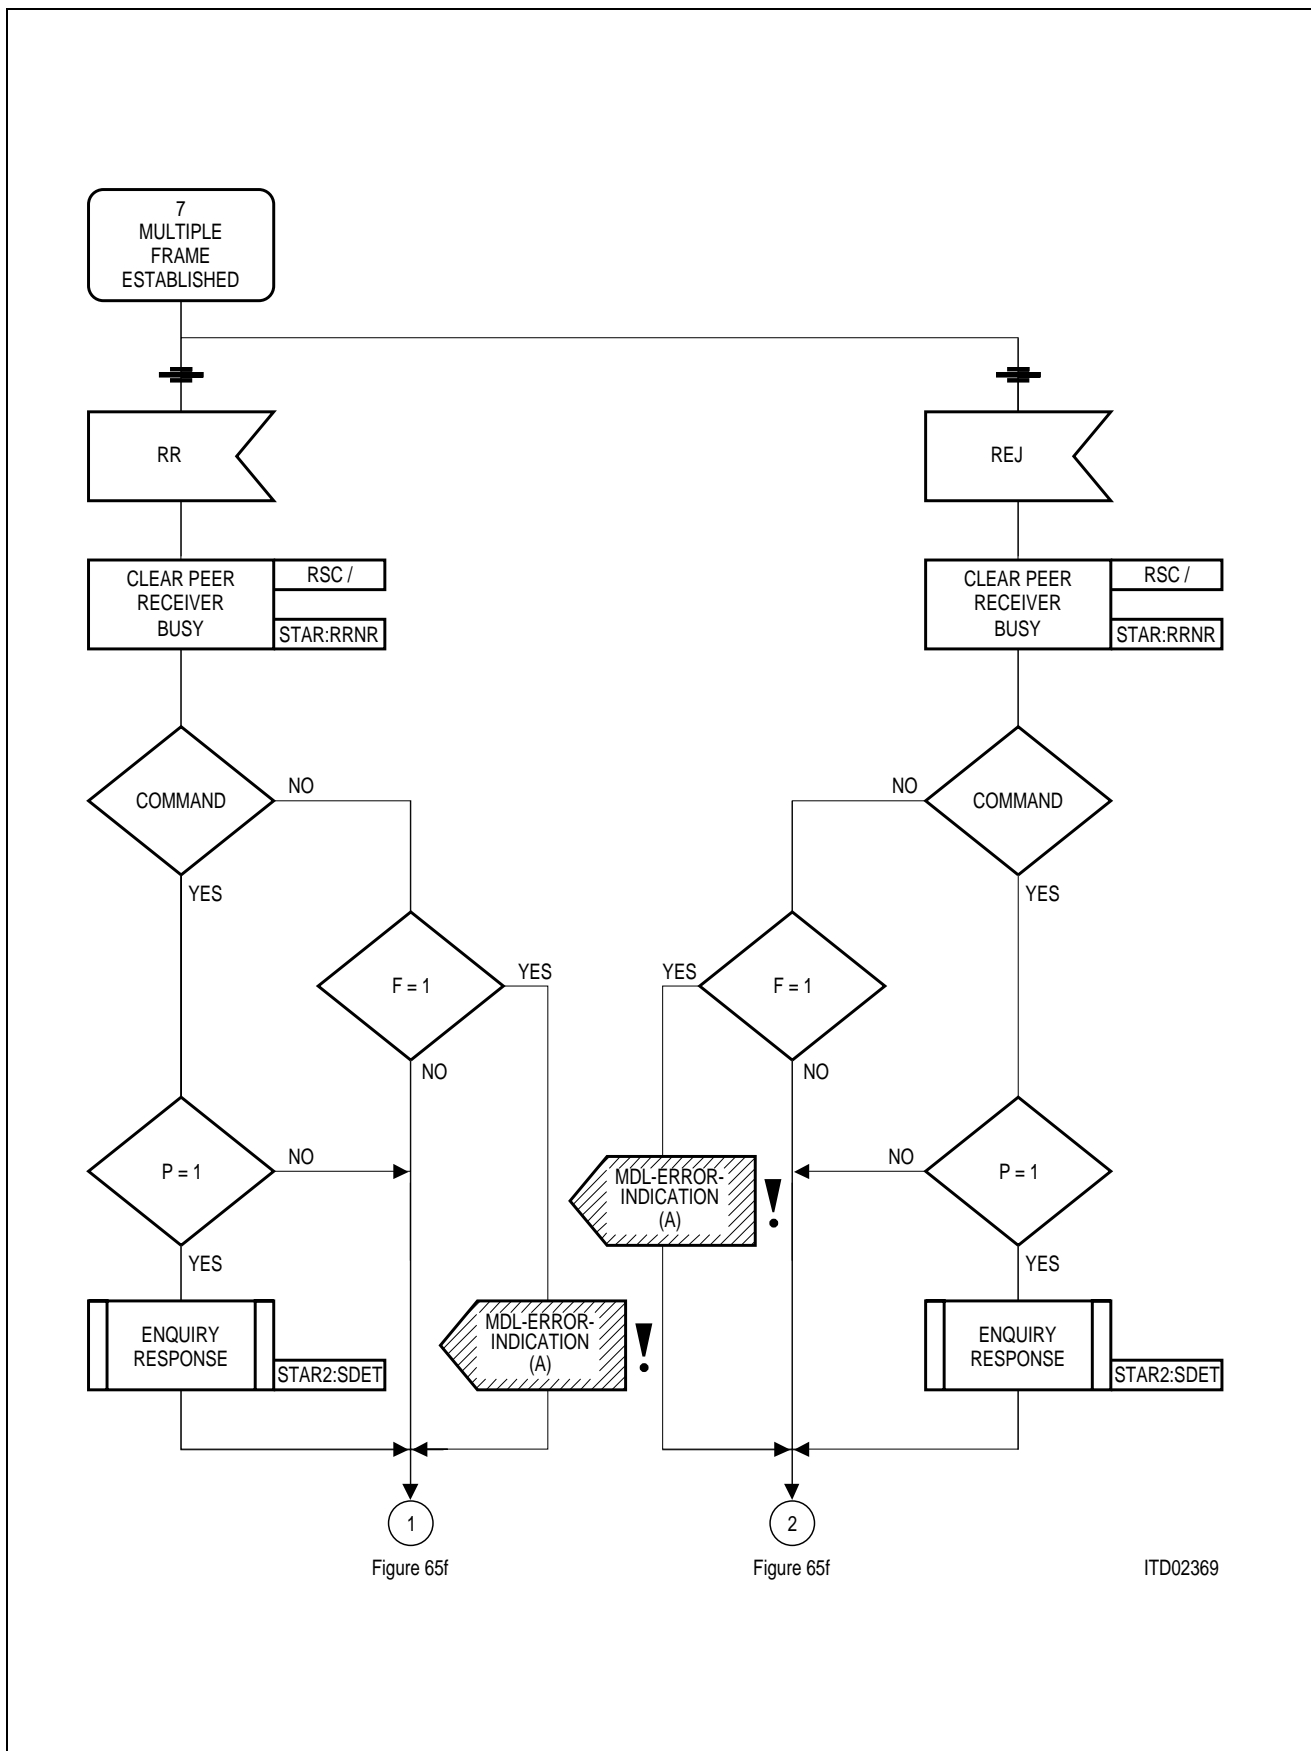 7
MULTIPLE
FRAME
ESTABLISHED
RR
REJ
CLEAR PEER
RECEIVER
BUSY
RSC /
STAR:RRNR
CLEAR PEER
RECEIVER
BUSY
RSC /
STAR:RRNR
COMMAND
NO
YES
NO
COMMAND
YES
F = 1
YES
NO
YES
F = 1
NO
P = 1
NO
YES
MDL-ERROR-
INDICATION
(A)
!
NO
P = 1
YES
ENQUIRY
RESPONSE
STAR2:SDET
MDL-ERROR-
INDICATION
(A)
!
ENQUIRY
RESPONSE
STAR2:SDET
1
Figure 65f
2
Figure 65f
ITD02369